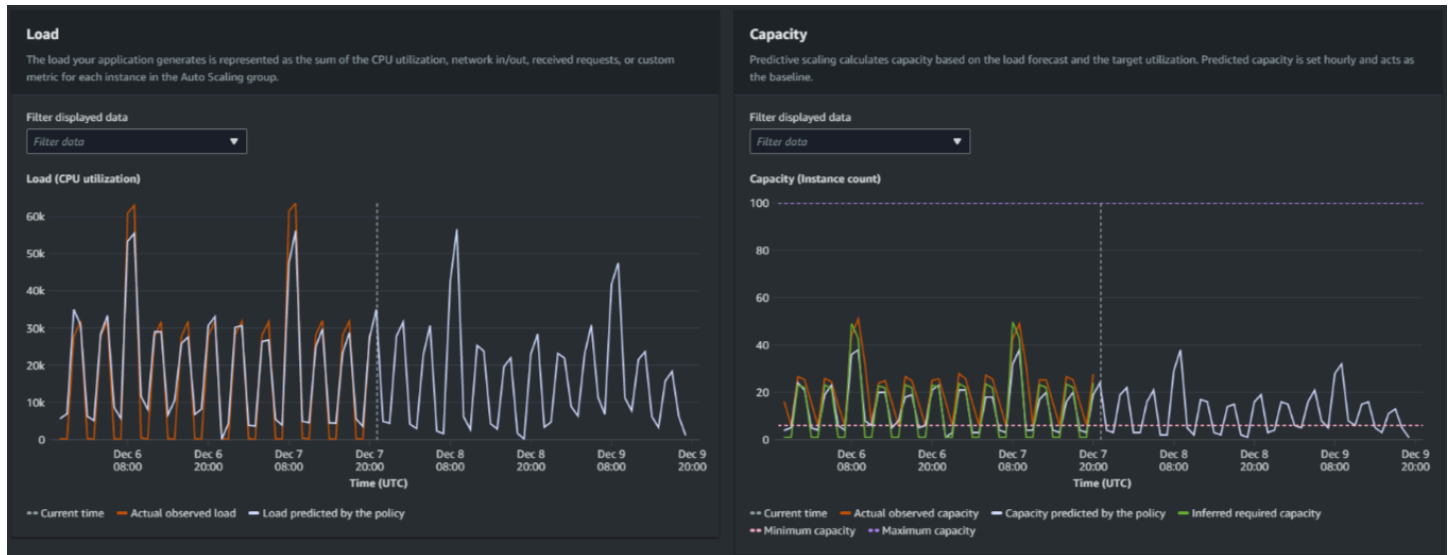 Load
The load your application generates is represented as the sum of the CPU utilization, network in/out, received requests, or custom
metric for each instance in the Auto Scaling group.
Filter displayed data
Filter data
Load (CPU utilization)
60k
50k
40k
30k
20k
10k
0
Dec 6 Dec 6 Dec 7 Dec 7 Dec 8 Dec 8 Dec 9 Dec 9
08:00 20:00 08:00 20:00 08:00 20:00 08:00 20:00
Time (UTC)
Current time Actual observed load Load predicted by the policy
Capacity
Predictive scaling calculates capacity based on the load forecast and the target utilization. Predicted capacity is set hourly and acts as
the baseline.
Filter displayed data
Filter data
Capacity (Instance count)
100
80
60
40
20
0
Dec 6 Dec 6 Dec 7 Dec 7 Dec 8 Dec 8 Dec 9 Dec 9
08:00 20:00 08:00 20:00 08:00 20:00 08:00 20:00
Time (UTC)
Current time Actual observed capacity Capacity predicted by the policy Inferred required capacity
Minimum capacity Maximum capacity